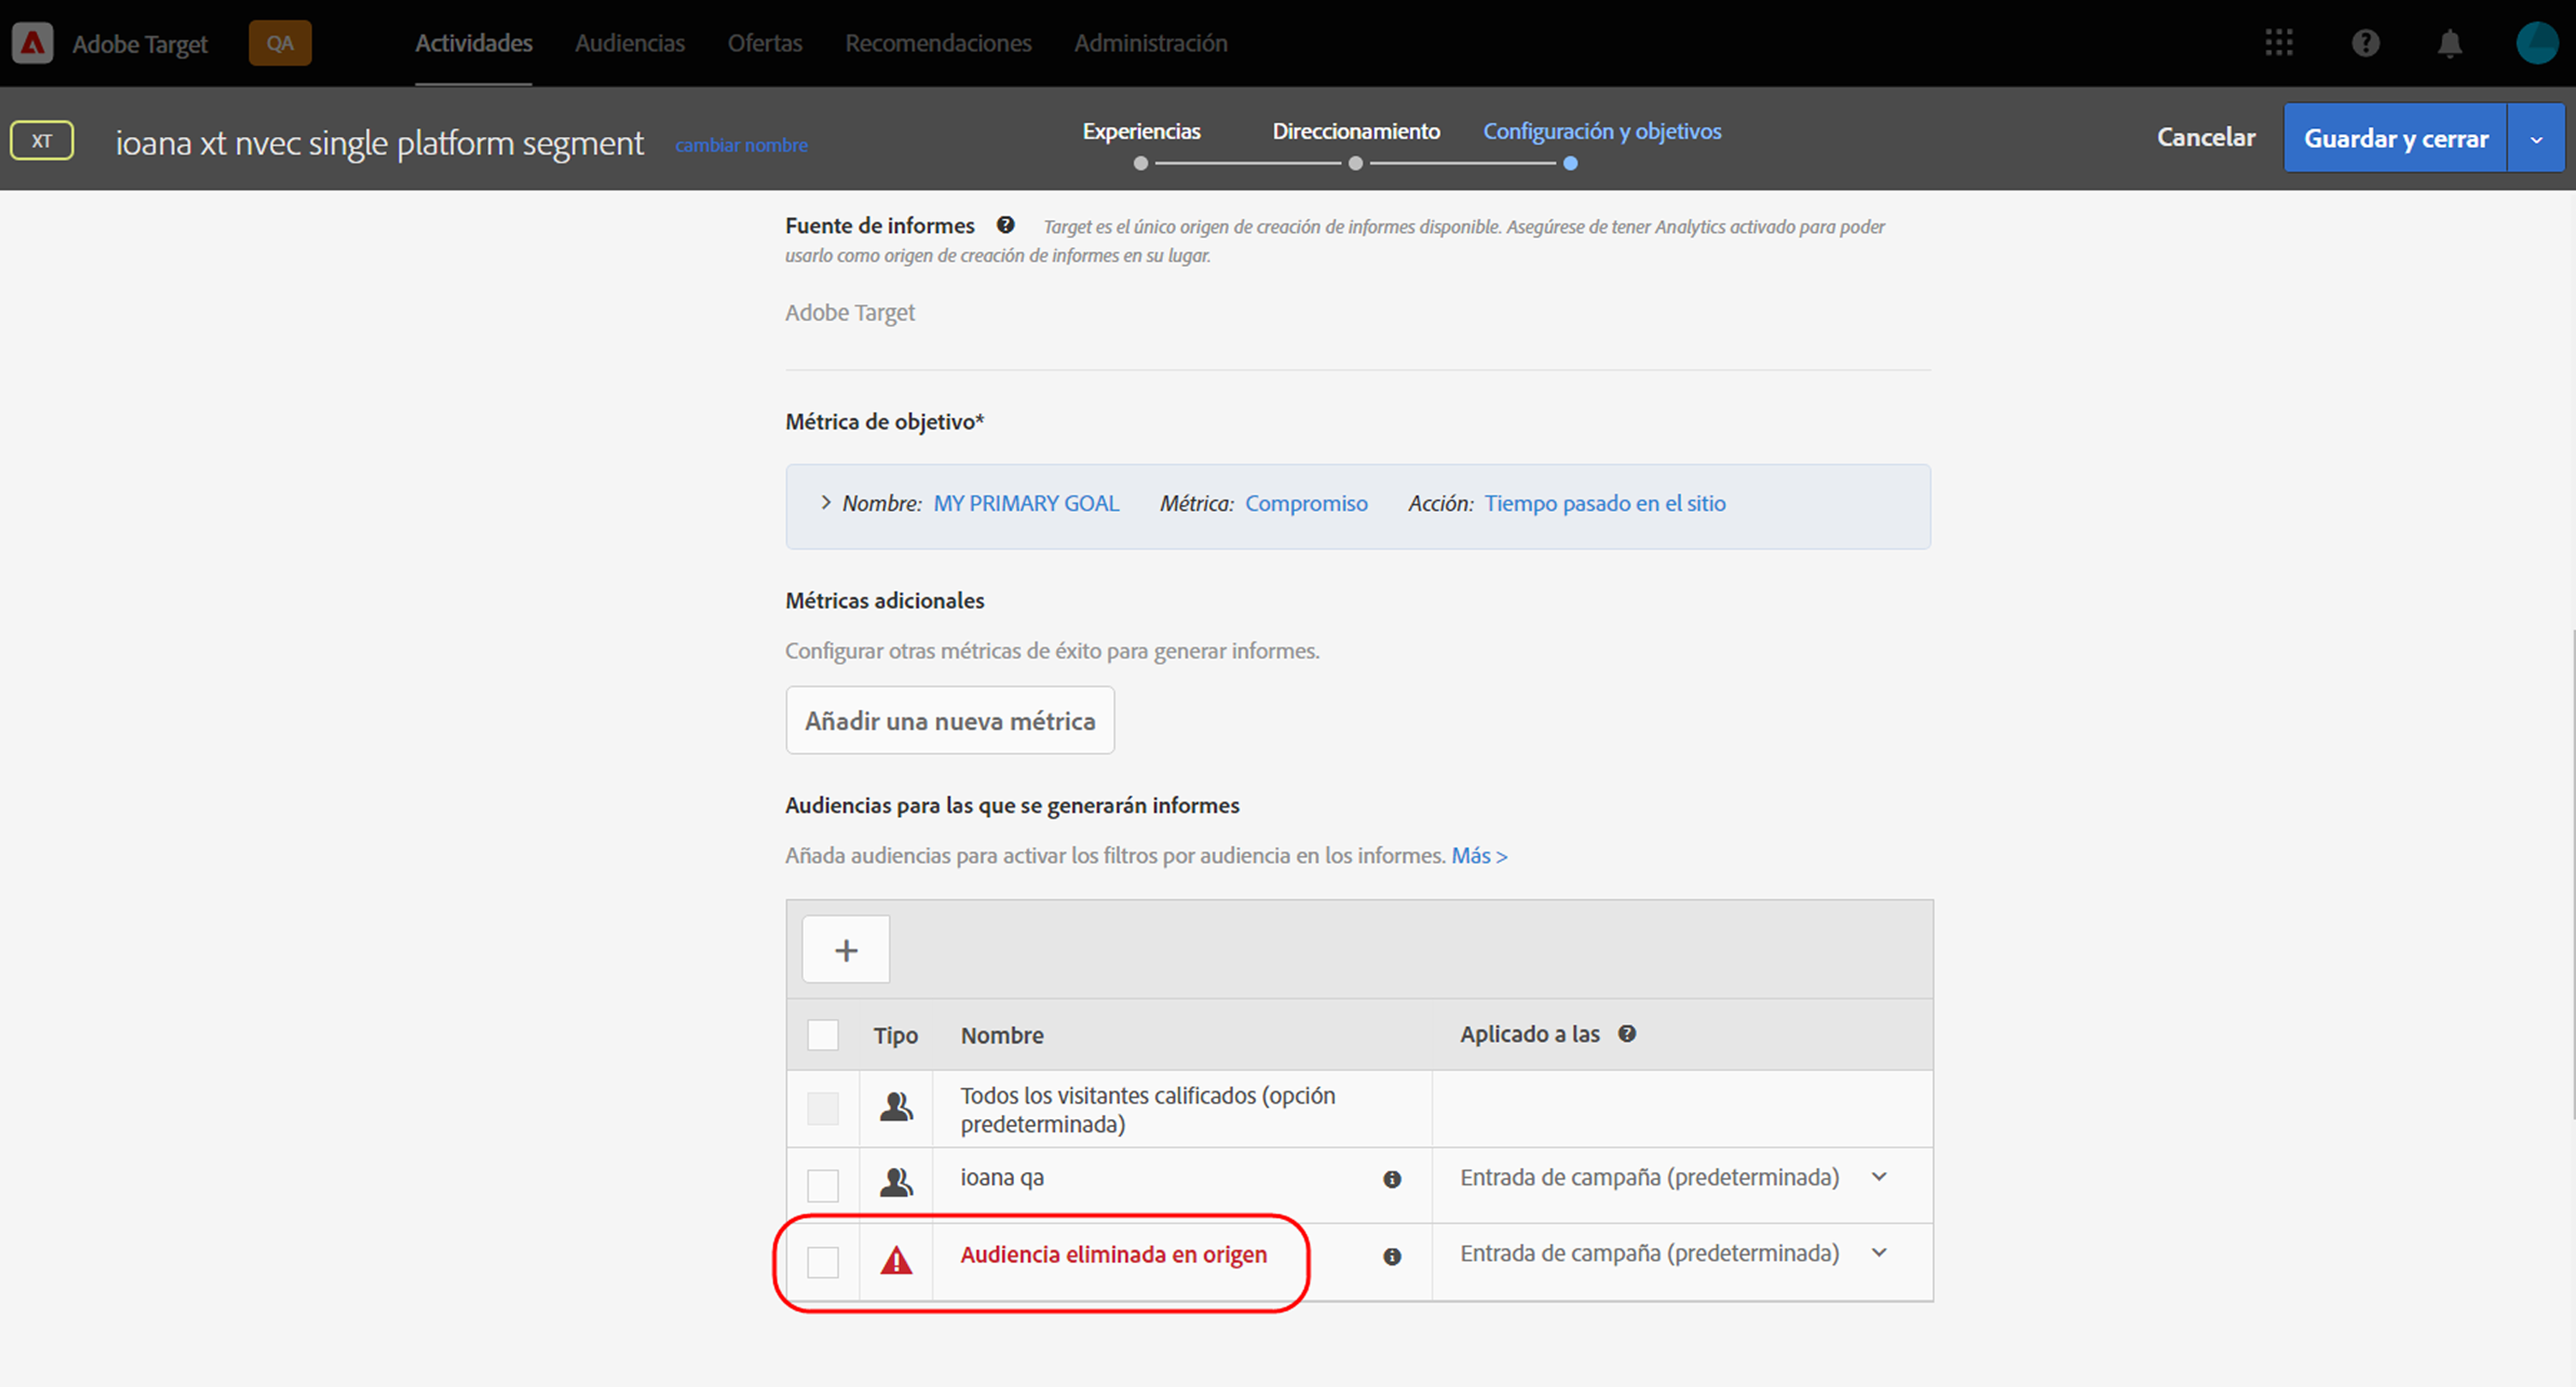 Adobe Target QA Actividades Audiencias Ofertas Recomendaciones Administración
XT ioana xt nvec single platform segment cambiar nombre Experiencias Direccionamiento Configuración y objetivos Cancelar Guardar y cerrar
Fuente de informes Target es el único origen de creación de informes disponible. Asegúrese de tener Analytics activado para poder
usarlo como origen de creación de informes en su lugar.
Adobe Target
Métrica de objetivo*
Nombre: MY PRIMARY GOAL Métrica: Compromiso Acción: Tiempo pasado en el sitio
Métricas adicionales
Configurar otras métricas de éxito para generar informes.
Añadir una nueva métrica
Audiencias para las que se generarán informes
Añada audiencias para activar los filtros por audiencia en los informes. Más >
+
Tipo Nombre Aplicado a las
Todos los visitantes calificados (opción
predeterminada)
ioana qa Entrada de campaña (predeterminada)
Audiencia eliminada en origen Entrada de campaña (predeterminada)